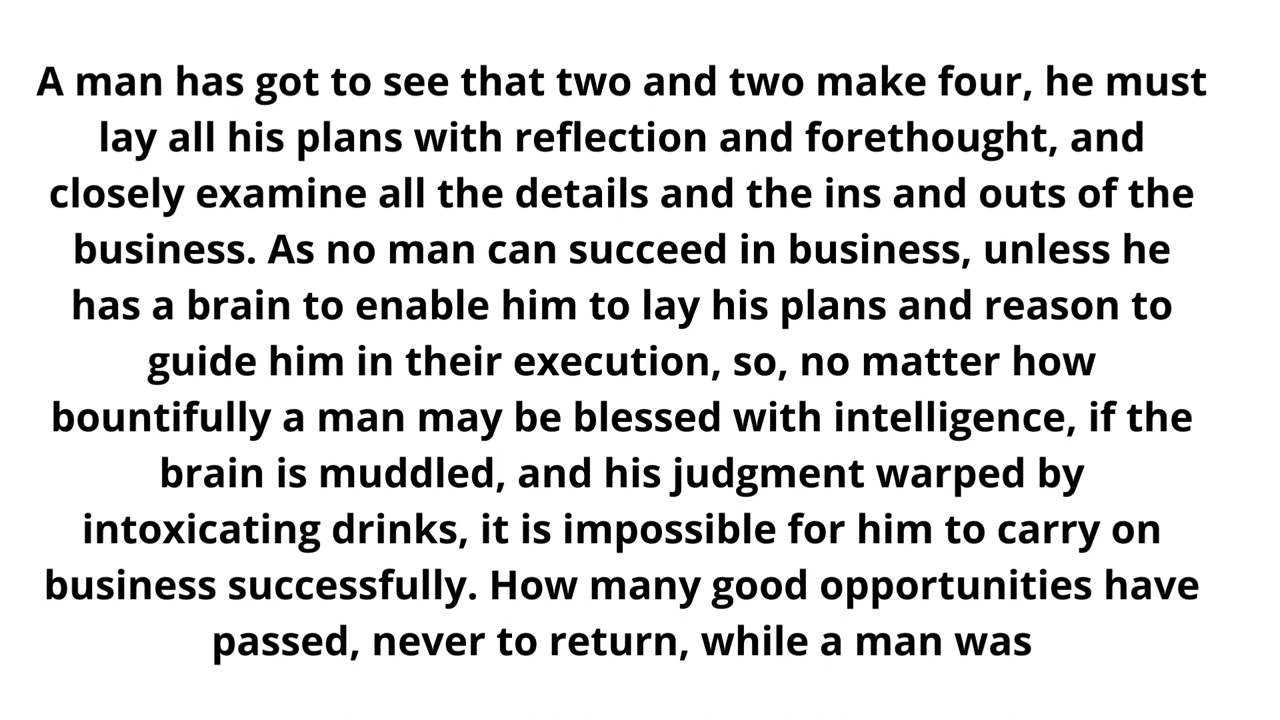 A man has got to see that two and two make four, he must
lay all his plans with reflection and forethought, and
closely examine all the details and the ins and outs of the
business. As no man can succeed in business, unless he
has a brain to enable him to lay his plans and reason to
guide him in their execution, so, no matter how
bountifully a man may be blessed with intelligence, if the
brain is muddled, and his judgment warped by
intoxicating drinks, it is impossible for him to carry on
business successfully. How many good opportunities have
passed, never to return, while a man was